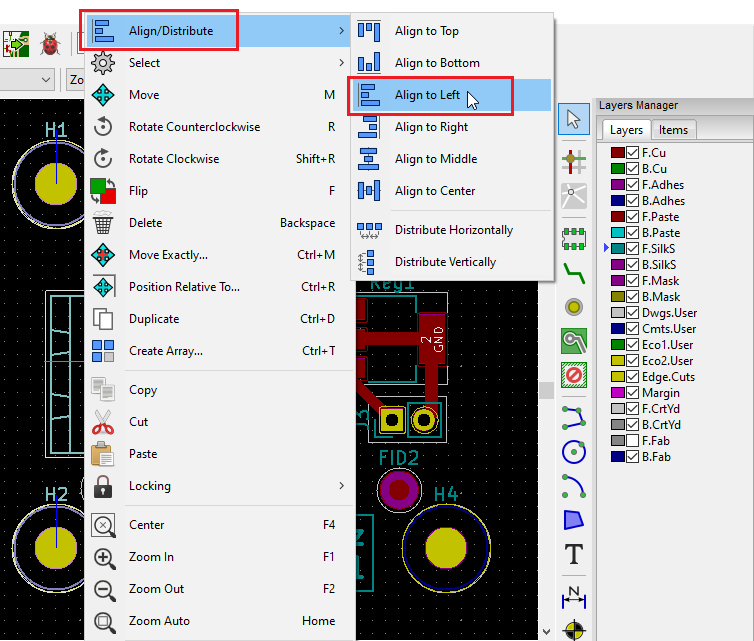 Align/Distribute
Select
Move M
Rotate Counterclockwise R
Rotate Clockwise Shift+R
Flip F
Delete Backspace
Move Exactly... Ctrl+M
Position Relative To... Ctrl+R
Duplicate Ctrl+D
Create Array... Ctrl+T
Copy
Cut
Paste
Locking
Center F4
Zoom In F1
Zoom Out F2
Zoom Auto Home
Align to Top
Align to Bottom
Align to Left
Align to Right
Align to Middle
Align to Center
Distribute Horizontally
Distribute Vertically
Zo
H1
H2
2
GND
FID2
H4
T
N
Layers Manager
Layers Items
F.Cu
B.Cu
F.Adhes
B.Adhes
F.Paste
B.Paste
F.SilkS
B.SilkS
F.Mask
B.Mask
Dwgs.User
Cmts.User
Eco1.User
Eco2.User
Edge.Cuts
Margin
F.CrtYd
B.CrtYd
F.Fab
B.Fab